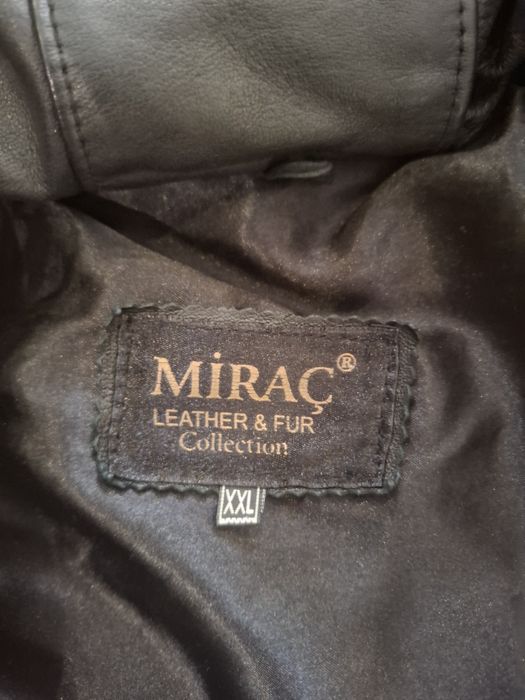 MİRAÇ®
LEATHER & FUR
Collection
XXL